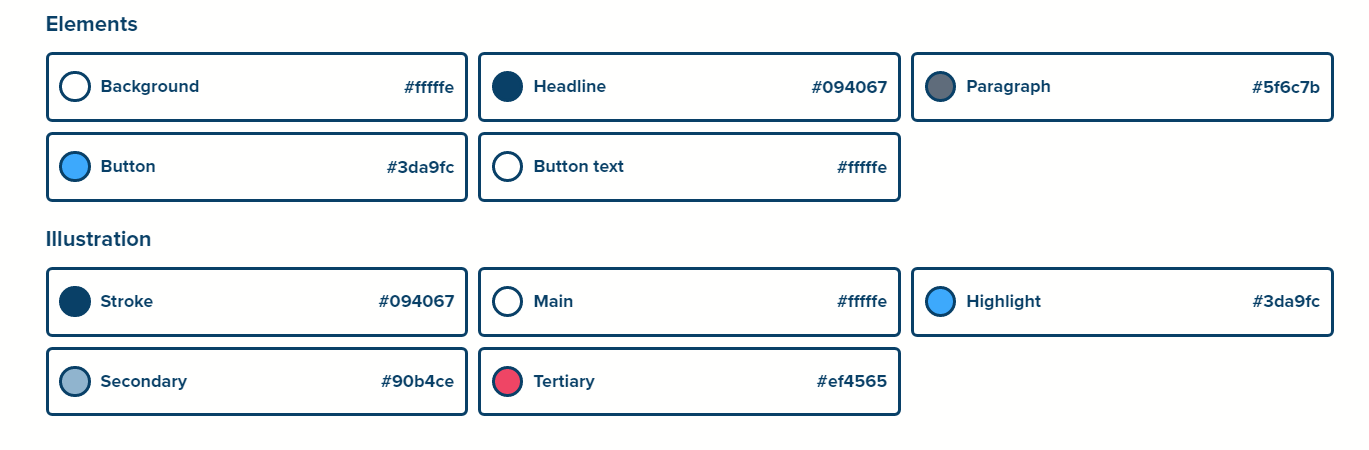 Elements
Background #fffffe Headline #094067 Paragraph #5f6c7b
Button #3da9fc Button text #fffffe
Illustration
Stroke #094067 Main #fffffe Highlight #3da9fc
Secondary #90b4ce Tertiary #ef4565